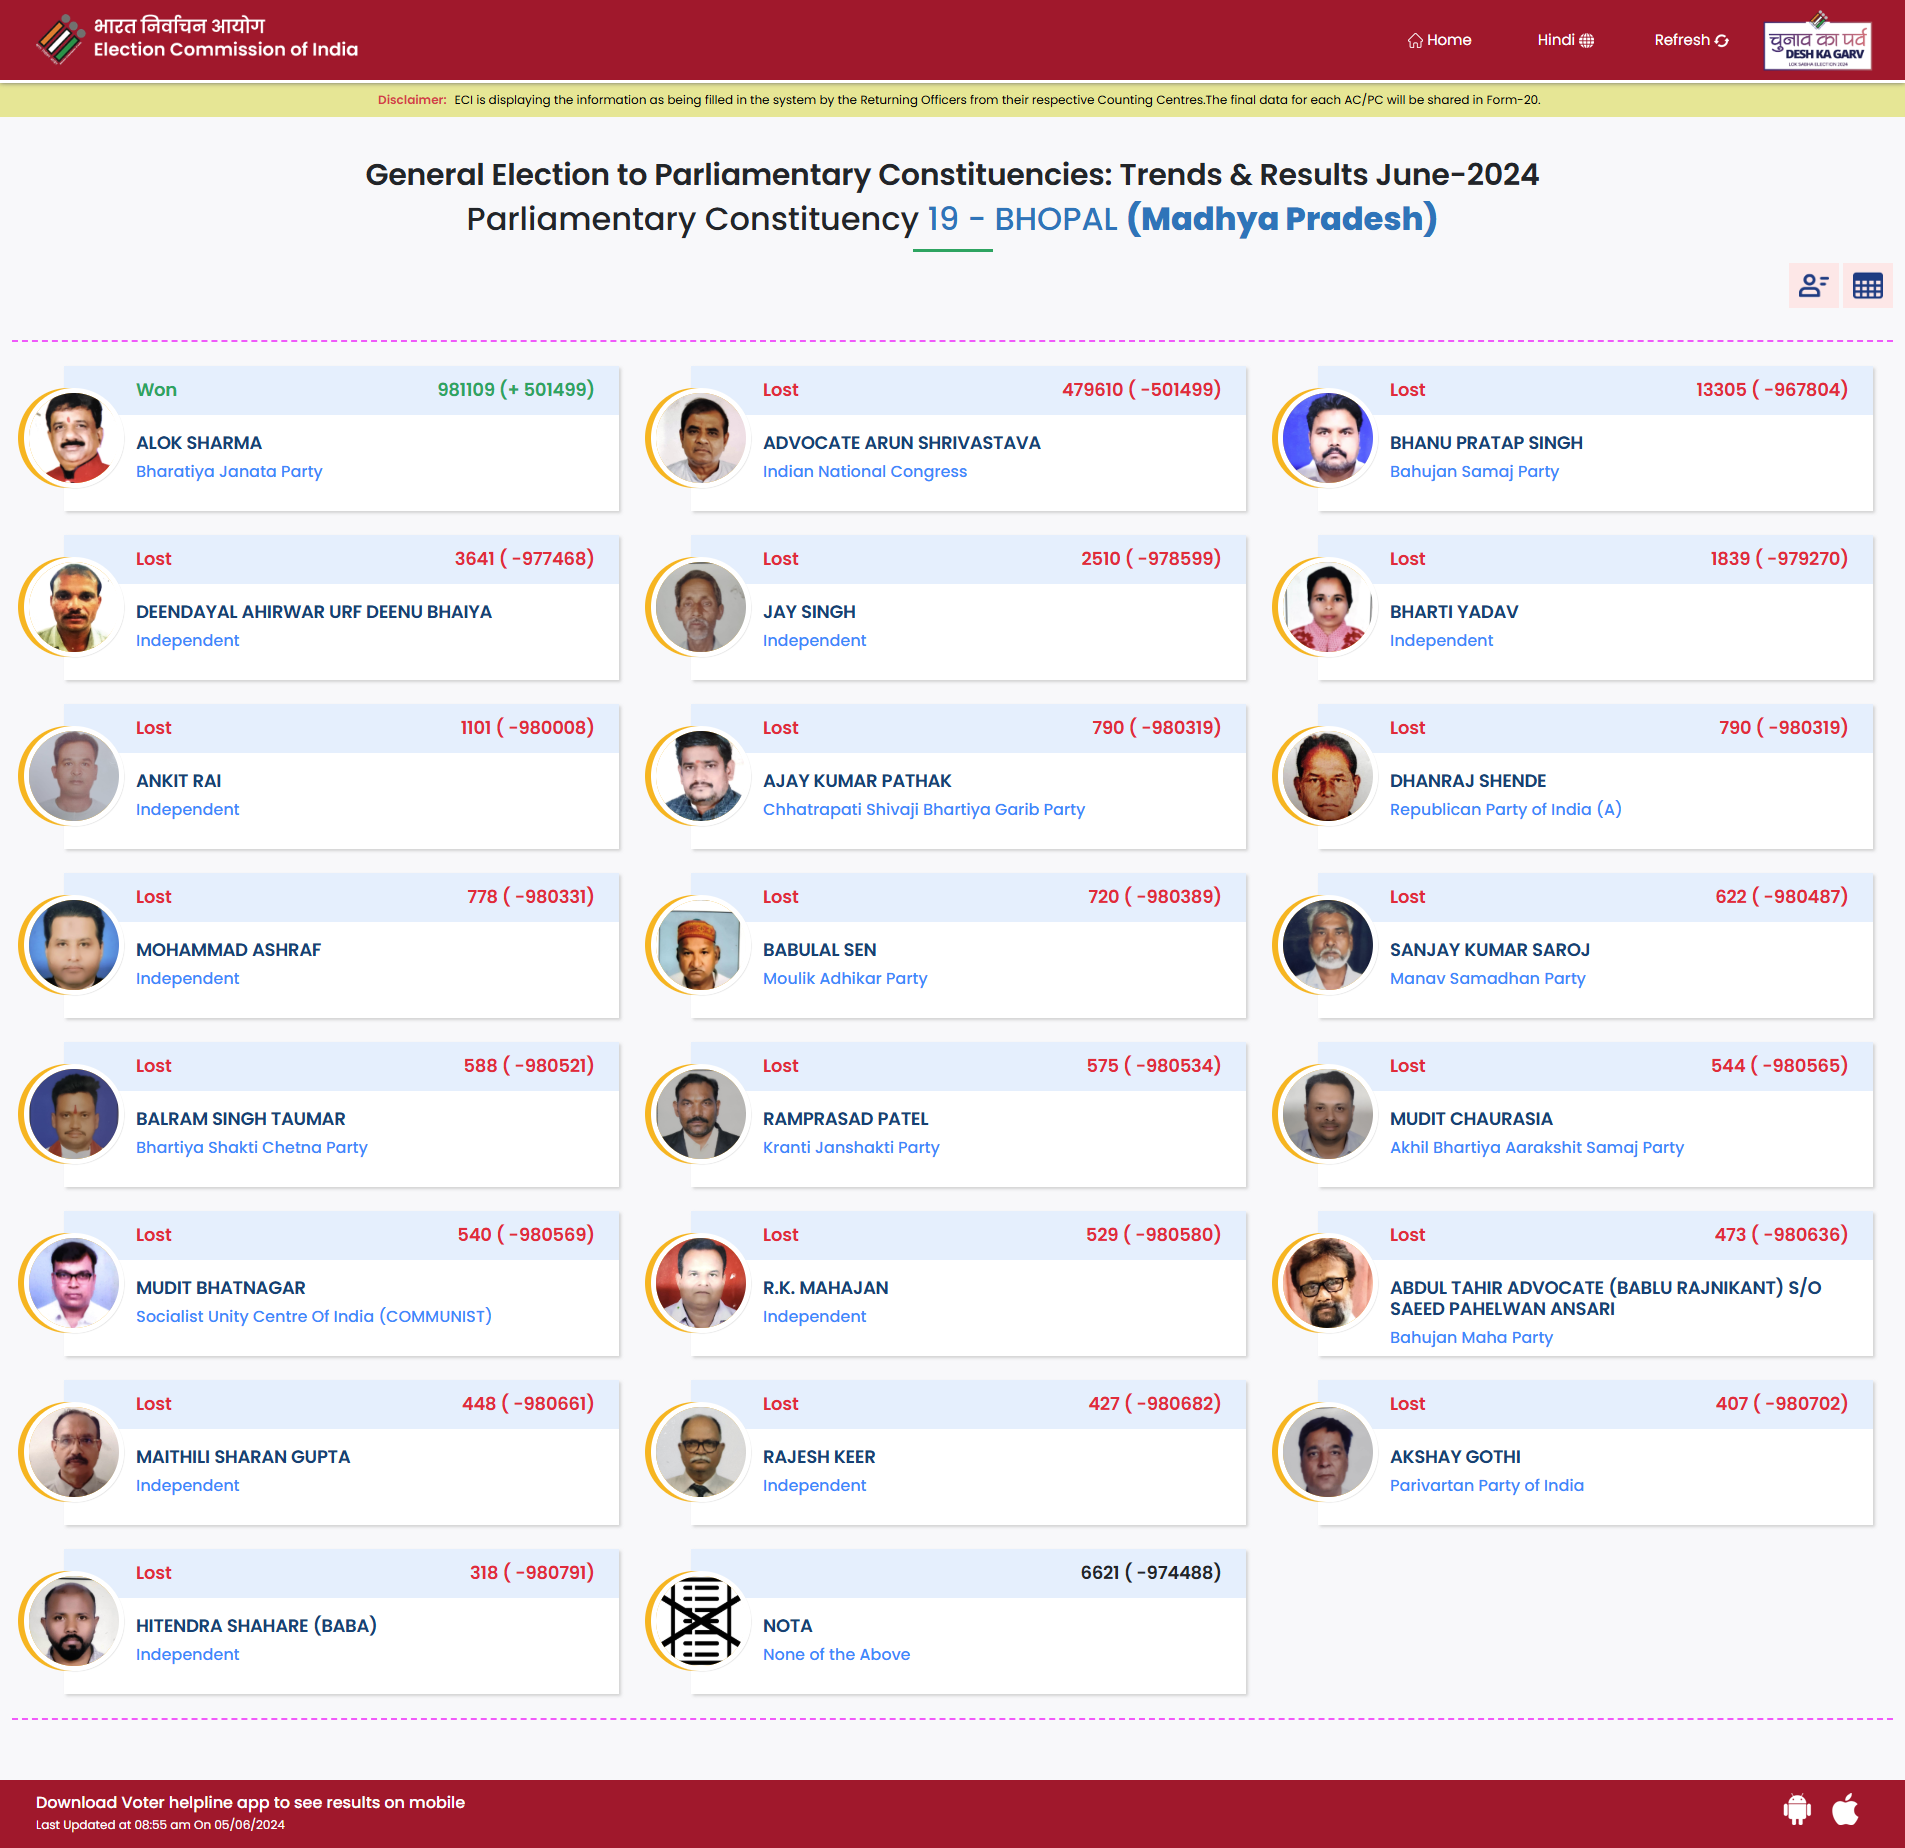 भारत निर्वाचन आयोग
Election Commission of India
Home
Hindi
Refresh
चुनाव का पर्व
DESH KA GARV
LOK SABHA ELECTION 2024
Disclaimer: ECI is displaying the information as being filled in the system by the Returning Officers from their respective Counting Centres.The final data for each AC/PC will be shared in Form-20.
General Election to Parliamentary Constituencies: Trends & Results June-2024
Parliamentary Constituency 19 - BHOPAL (Madhya Pradesh)
Won 981109 (+ 501499)
ALOK SHARMA
Bharatiya Janata Party
Lost 479610 ( -501499)
ADVOCATE ARUN SHRIVASTAVA
Indian National Congress
Lost 13305 ( -967804)
BHANU PRATAP SINGH
Bahujan Samaj Party
Lost 3641 ( -977468)
DEENDAYAL AHIRWAR URF DEENU BHAIYA
Independent
Lost 2510 ( -978599)
JAY SINGH
Independent
Lost 1839 ( -979270)
BHARTI YADAV
Independent
Lost 1101 ( -980008)
ANKIT RAI
Independent
Lost 790 ( -980319)
AJAY KUMAR PATHAK
Chhatrapati Shivaji Bhartiya Garib Party
Lost 790 ( -980319)
DHANRAJ SHENDE
Republican Party of India (A)
Lost 778 ( -980331)
MOHAMMAD ASHRAF
Independent
Lost 720 ( -980389)
BABULAL SEN
Moulik Adhikar Party
Lost 622 ( -980487)
SANJAY KUMAR SAROJ
Manav Samadhan Party
Lost 588 ( -980521)
BALRAM SINGH TAUMAR
Bhartiya Shakti Chetna Party
Lost 575 ( -980534)
RAMPRASAD PATEL
Kranti Janshakti Party
Lost 544 ( -980565)
MUDIT CHAURASIA
Akhil Bhartiya Aarakshit Samaj Party
Lost 540 ( -980569)
MUDIT BHATNAGAR
Socialist Unity Centre Of India (COMMUNIST)
Lost 529 ( -980580)
R.K. MAHAJAN
Independent
Lost 473 ( -980636)
ABDUL TAHIR ADVOCATE (BABLU RAJNIKANT) S/O
SAEED PAHELWAN ANSARI
Bahujan Maha Party
Lost 448 ( -980661)
MAITHILI SHARAN GUPTA
Independent
Lost 427 ( -980682)
RAJESH KEER
Independent
Lost 407 ( -980702)
AKSHAY GOTHI
Parivartan Party of India
Lost 318 ( -980791)
HITENDRA SHAHARE (BABA)
Independent
6621 ( -974488)
NOTA
None of the Above
Download Voter helpline app to see results on mobile
Last Updated at 08:55 am On 05/06/2024